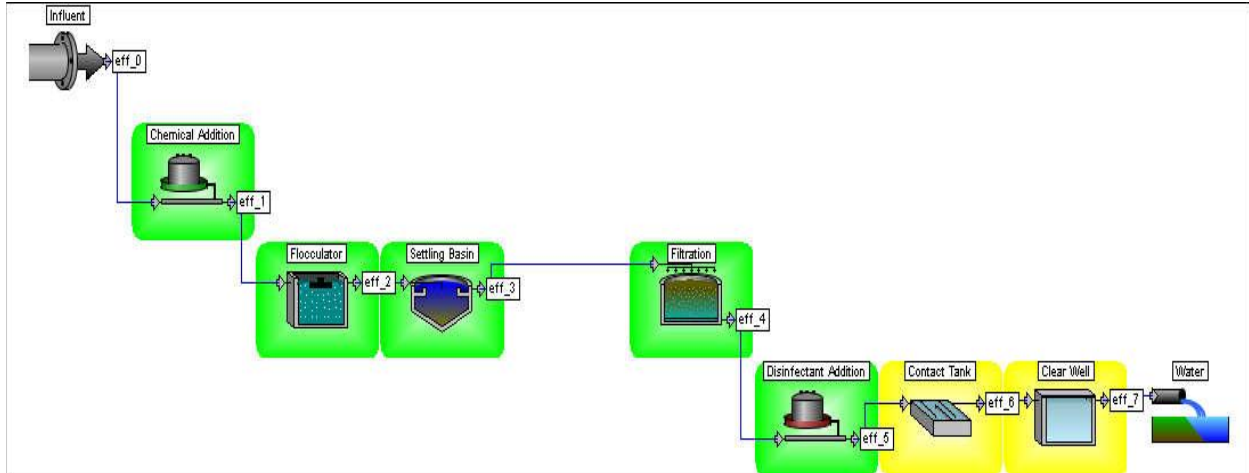 Influent
eff_0
Chemical Addition
eff_1
Flocculator
eff_2
Settling Basin
eff_3
Filtration
eff_4
Disinfectant Addition
eff_5
Contact Tank
eff_6
Clear Well
eff_7
Water